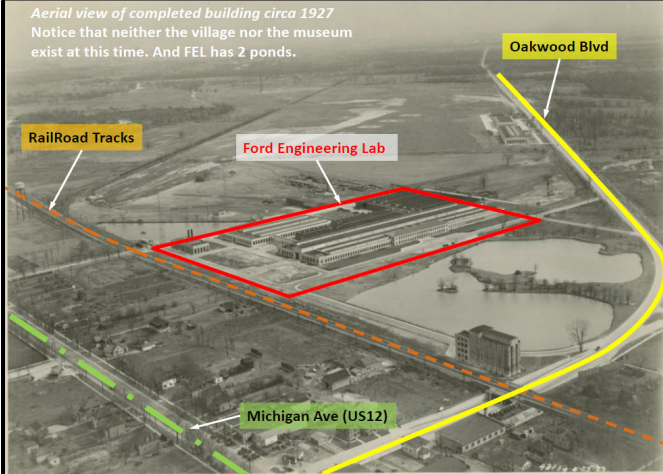 Aerial view of completed building circa 1927
Notice that neither the village nor the museum
exist at this time. And FEL has 2 ponds.
Oakwood Blvd
RailRoad Tracks
Ford Engineering Lab
Michigan Ave (US12)